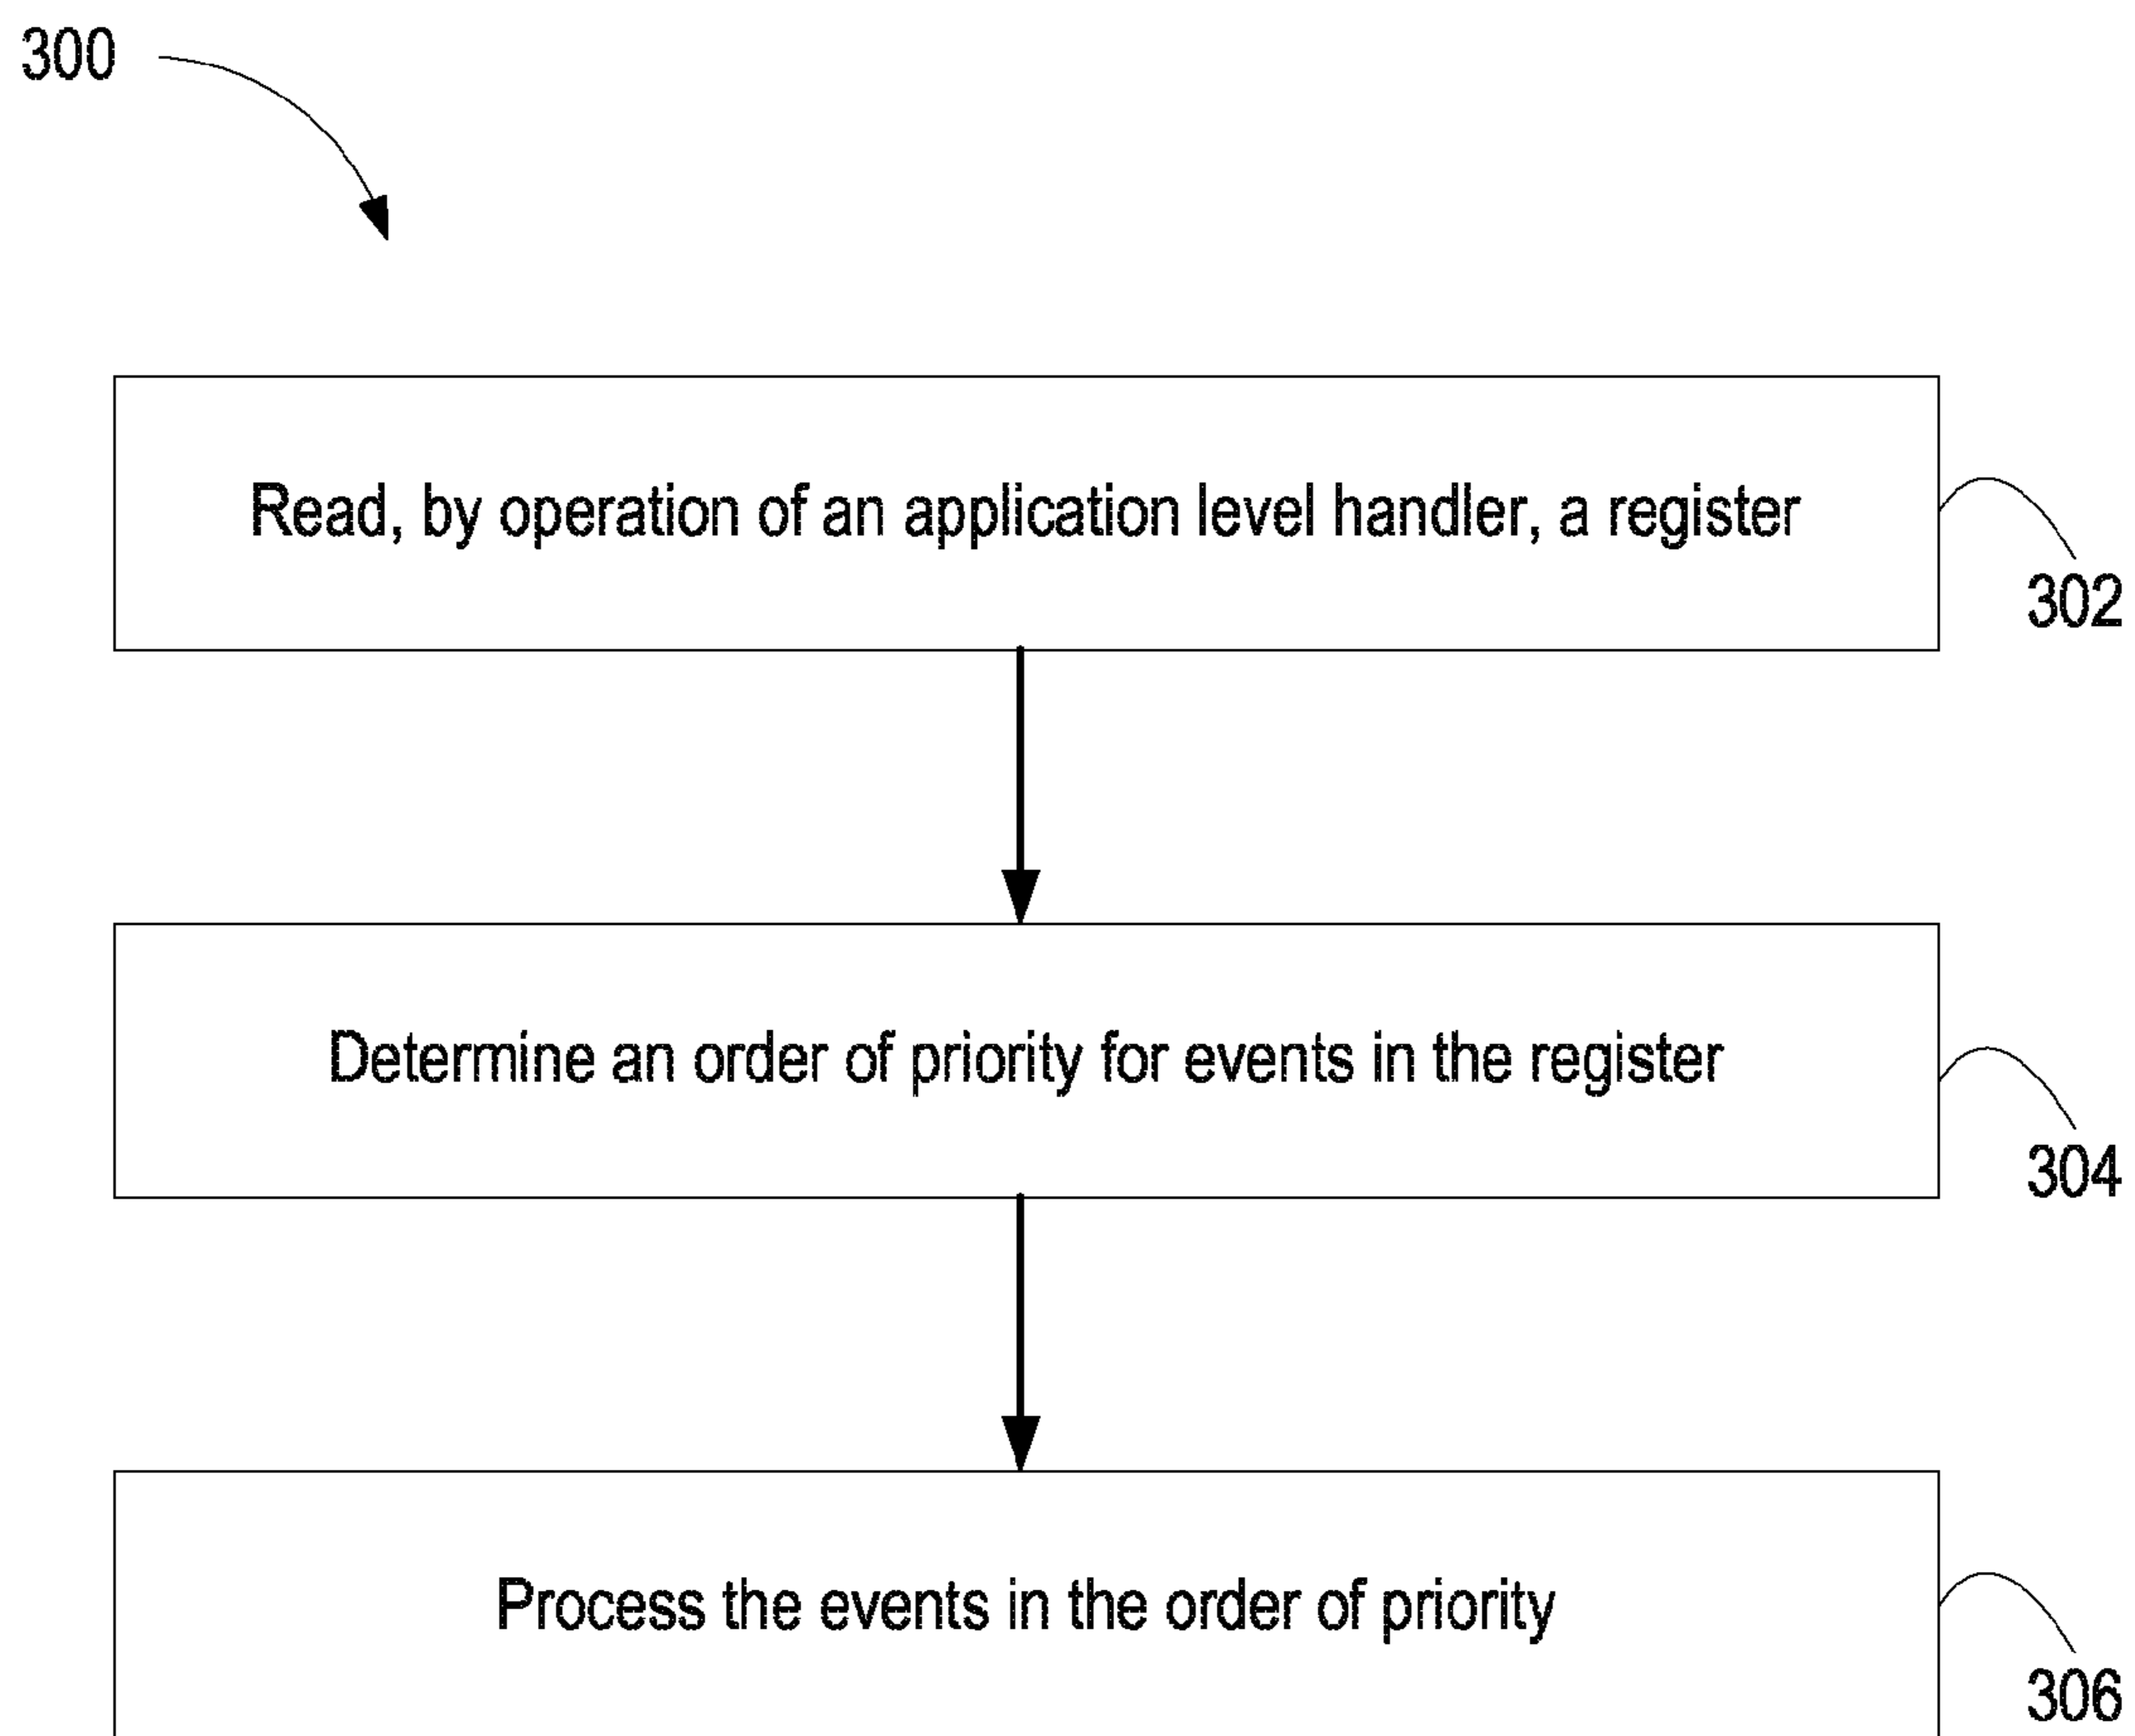 300
Read, by operation of an application level handler, a register
302
Determine an order of priority for events in the register
304
Process the events in the order of priority
306